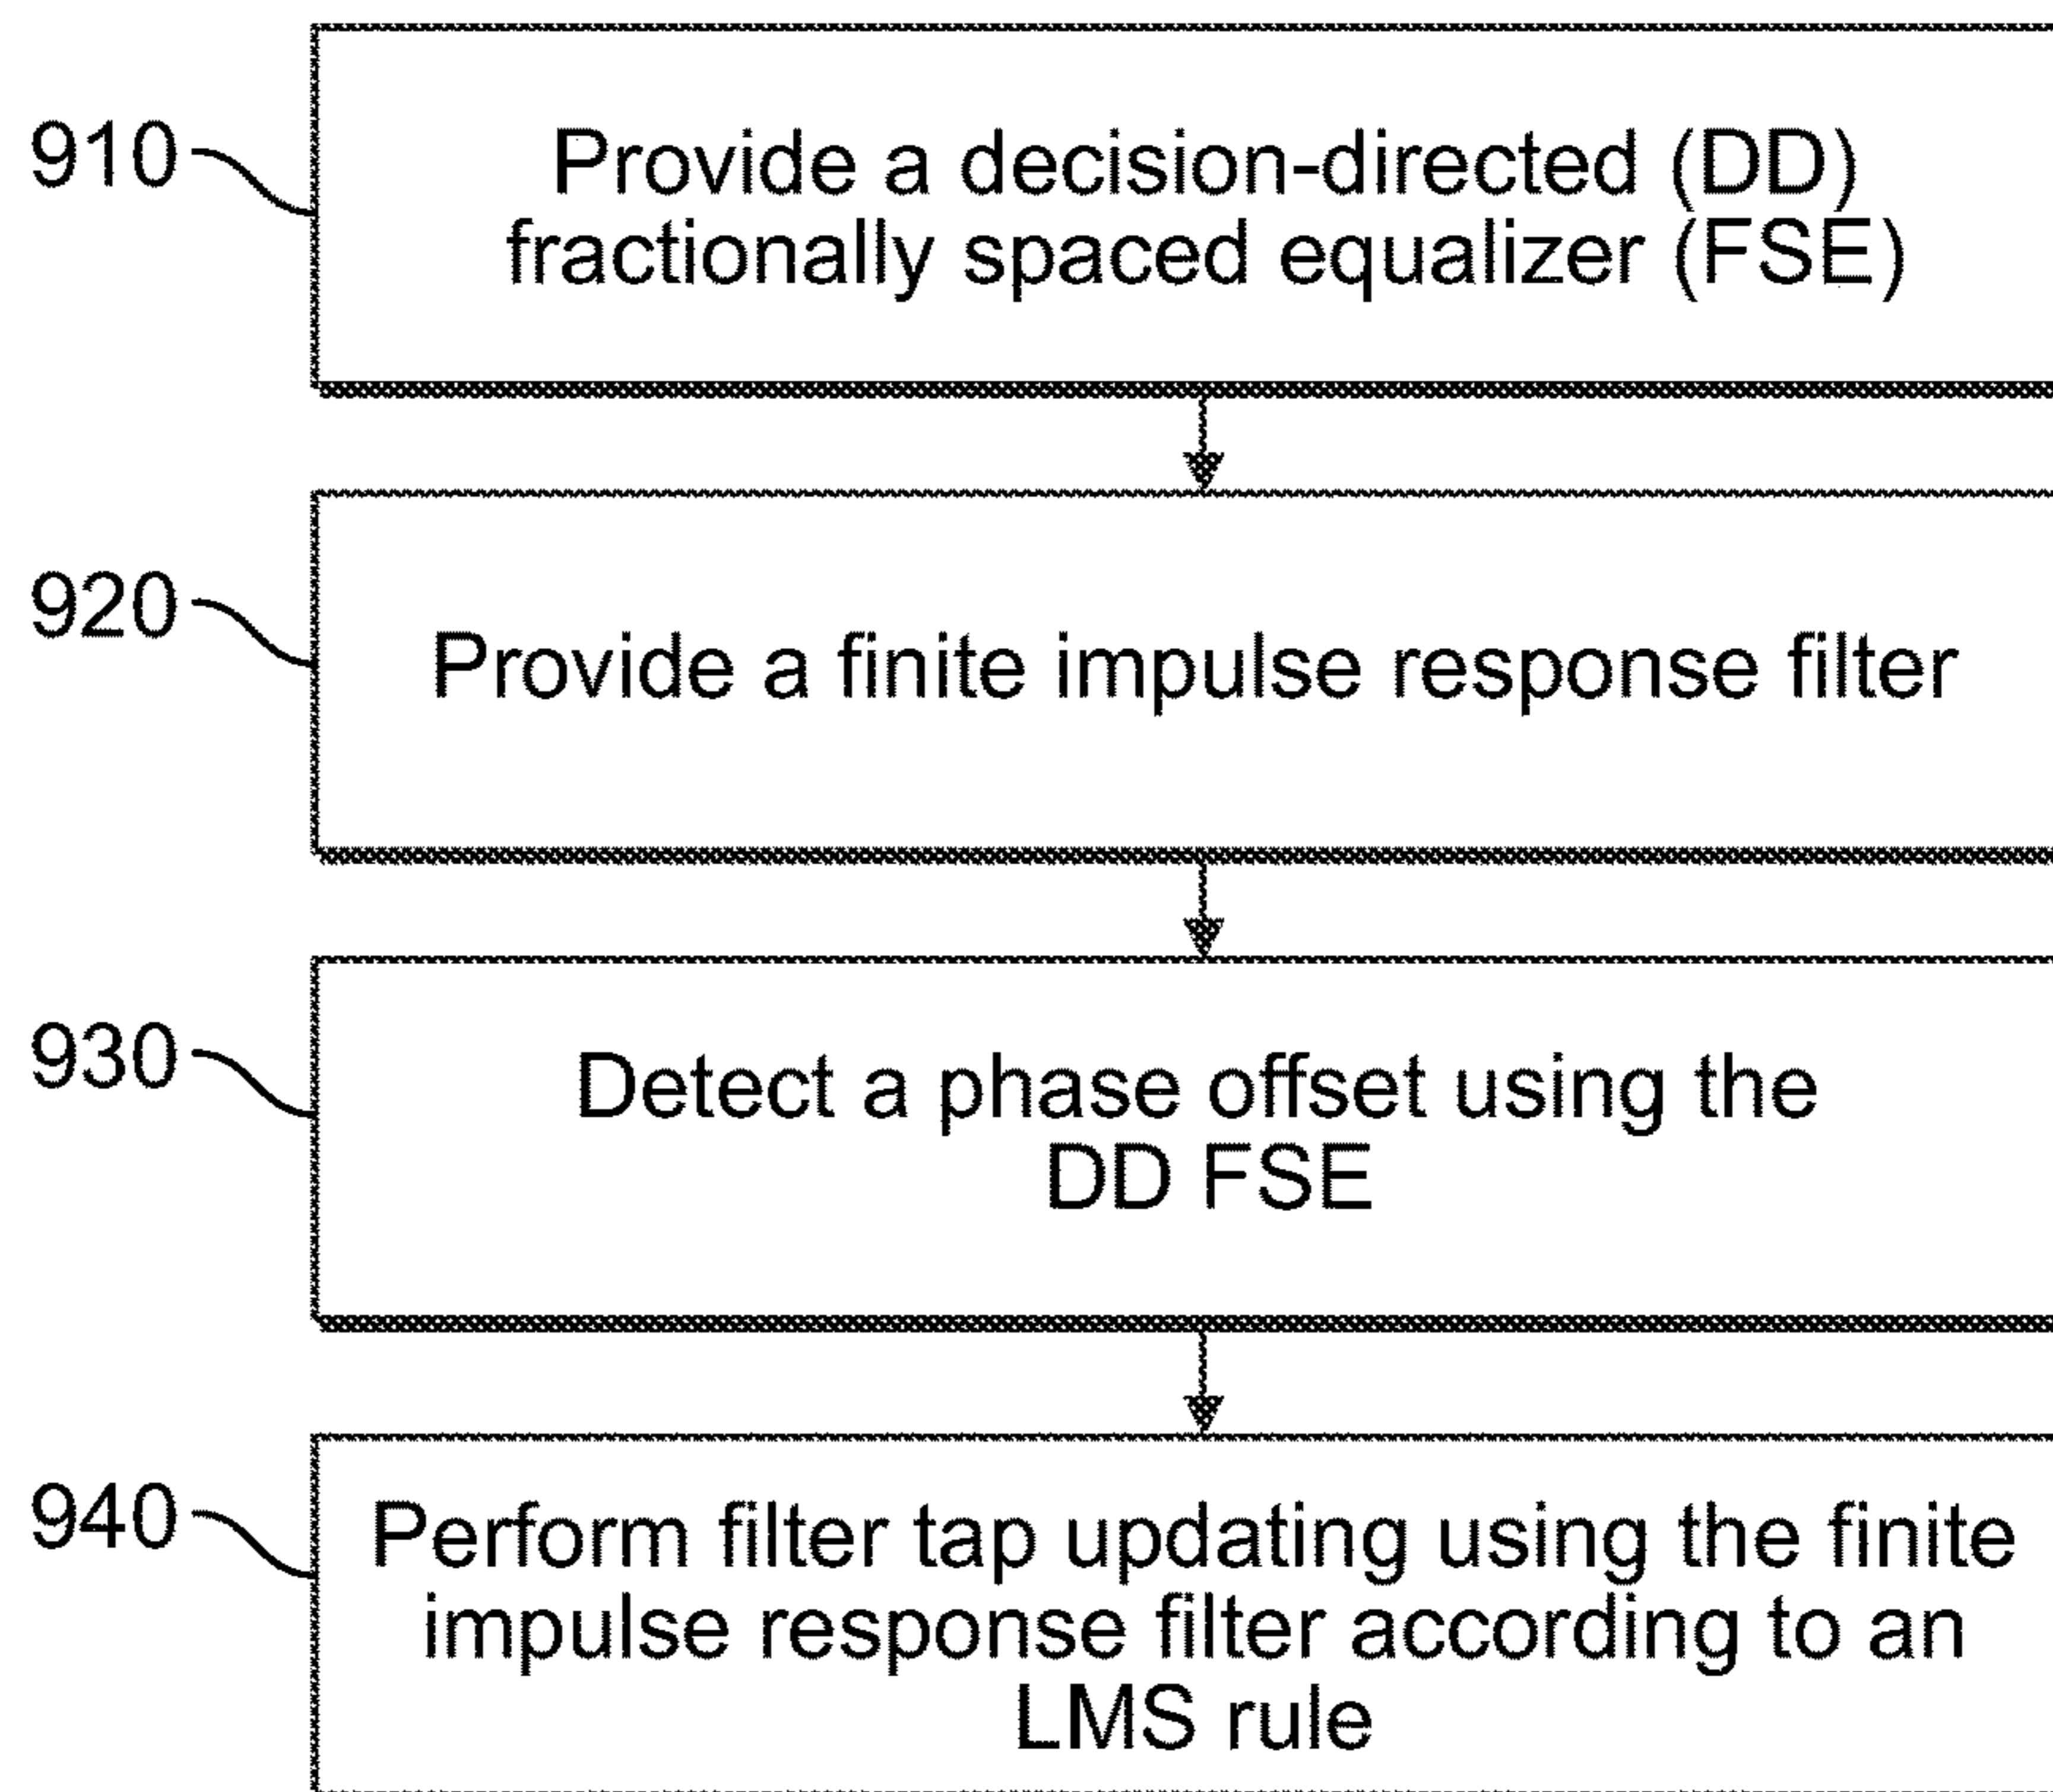 910
Provide a decision-directed (DD)
fractionally spaced equalizer (FSE)
920
Provide a finite impulse response filter
930
Detect a phase offset using the
DD FSE
940
Perform filter tap updating using the finite
impulse response filter according to an
LMS rule